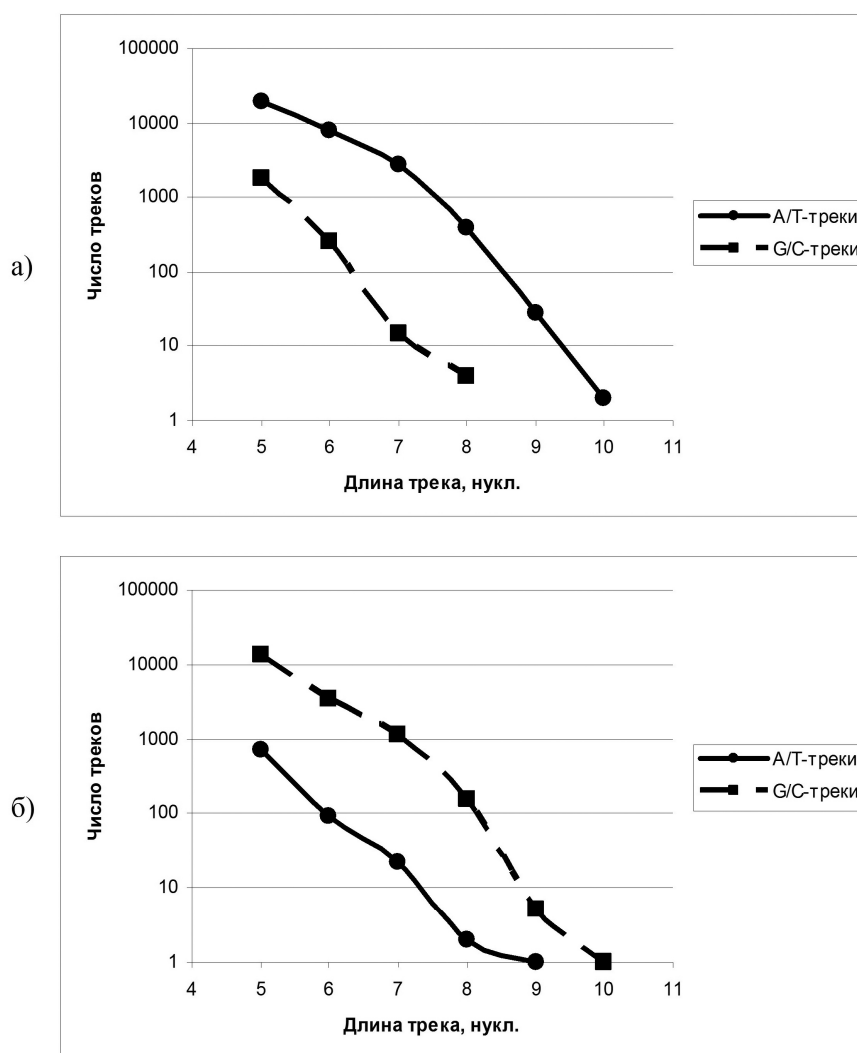 а)
Число треков
100000
10000
1000
100
10
1
4 5 6 7 8 9 10 11
Длина трека, нукл.
А/Т-треки
G/C-треки
б)
Число треков
100000
10000
1000
100
10
1
4 5 6 7 8 9 10 11
Длина трека, нукл.
А/Т-треки
G/C-треки